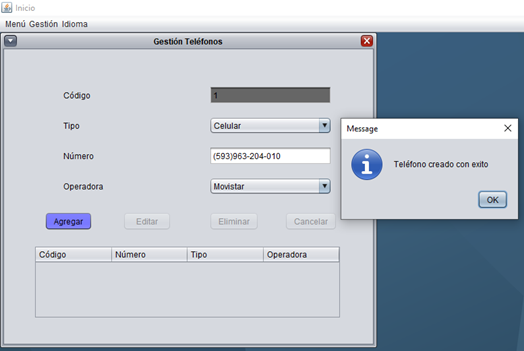 Inicio
Menú Gestión Idioma
Gestión Teléfonos
Código 1
Tipo Celular
Número (593)963-204-010
Operadora Movistar
Agregar Editar Eliminar Cancelar
Código Número Tipo Operadora
Message
Teléfono creado con exito
OK